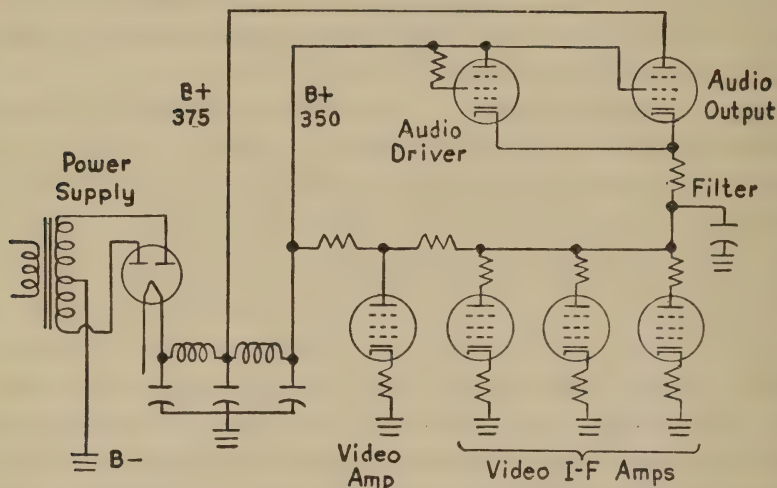 B+
375
B+
350
Audio
Driver
Audio
Output
Power
Supply
Filter
B-
Video
Amp
Video I-F Amps